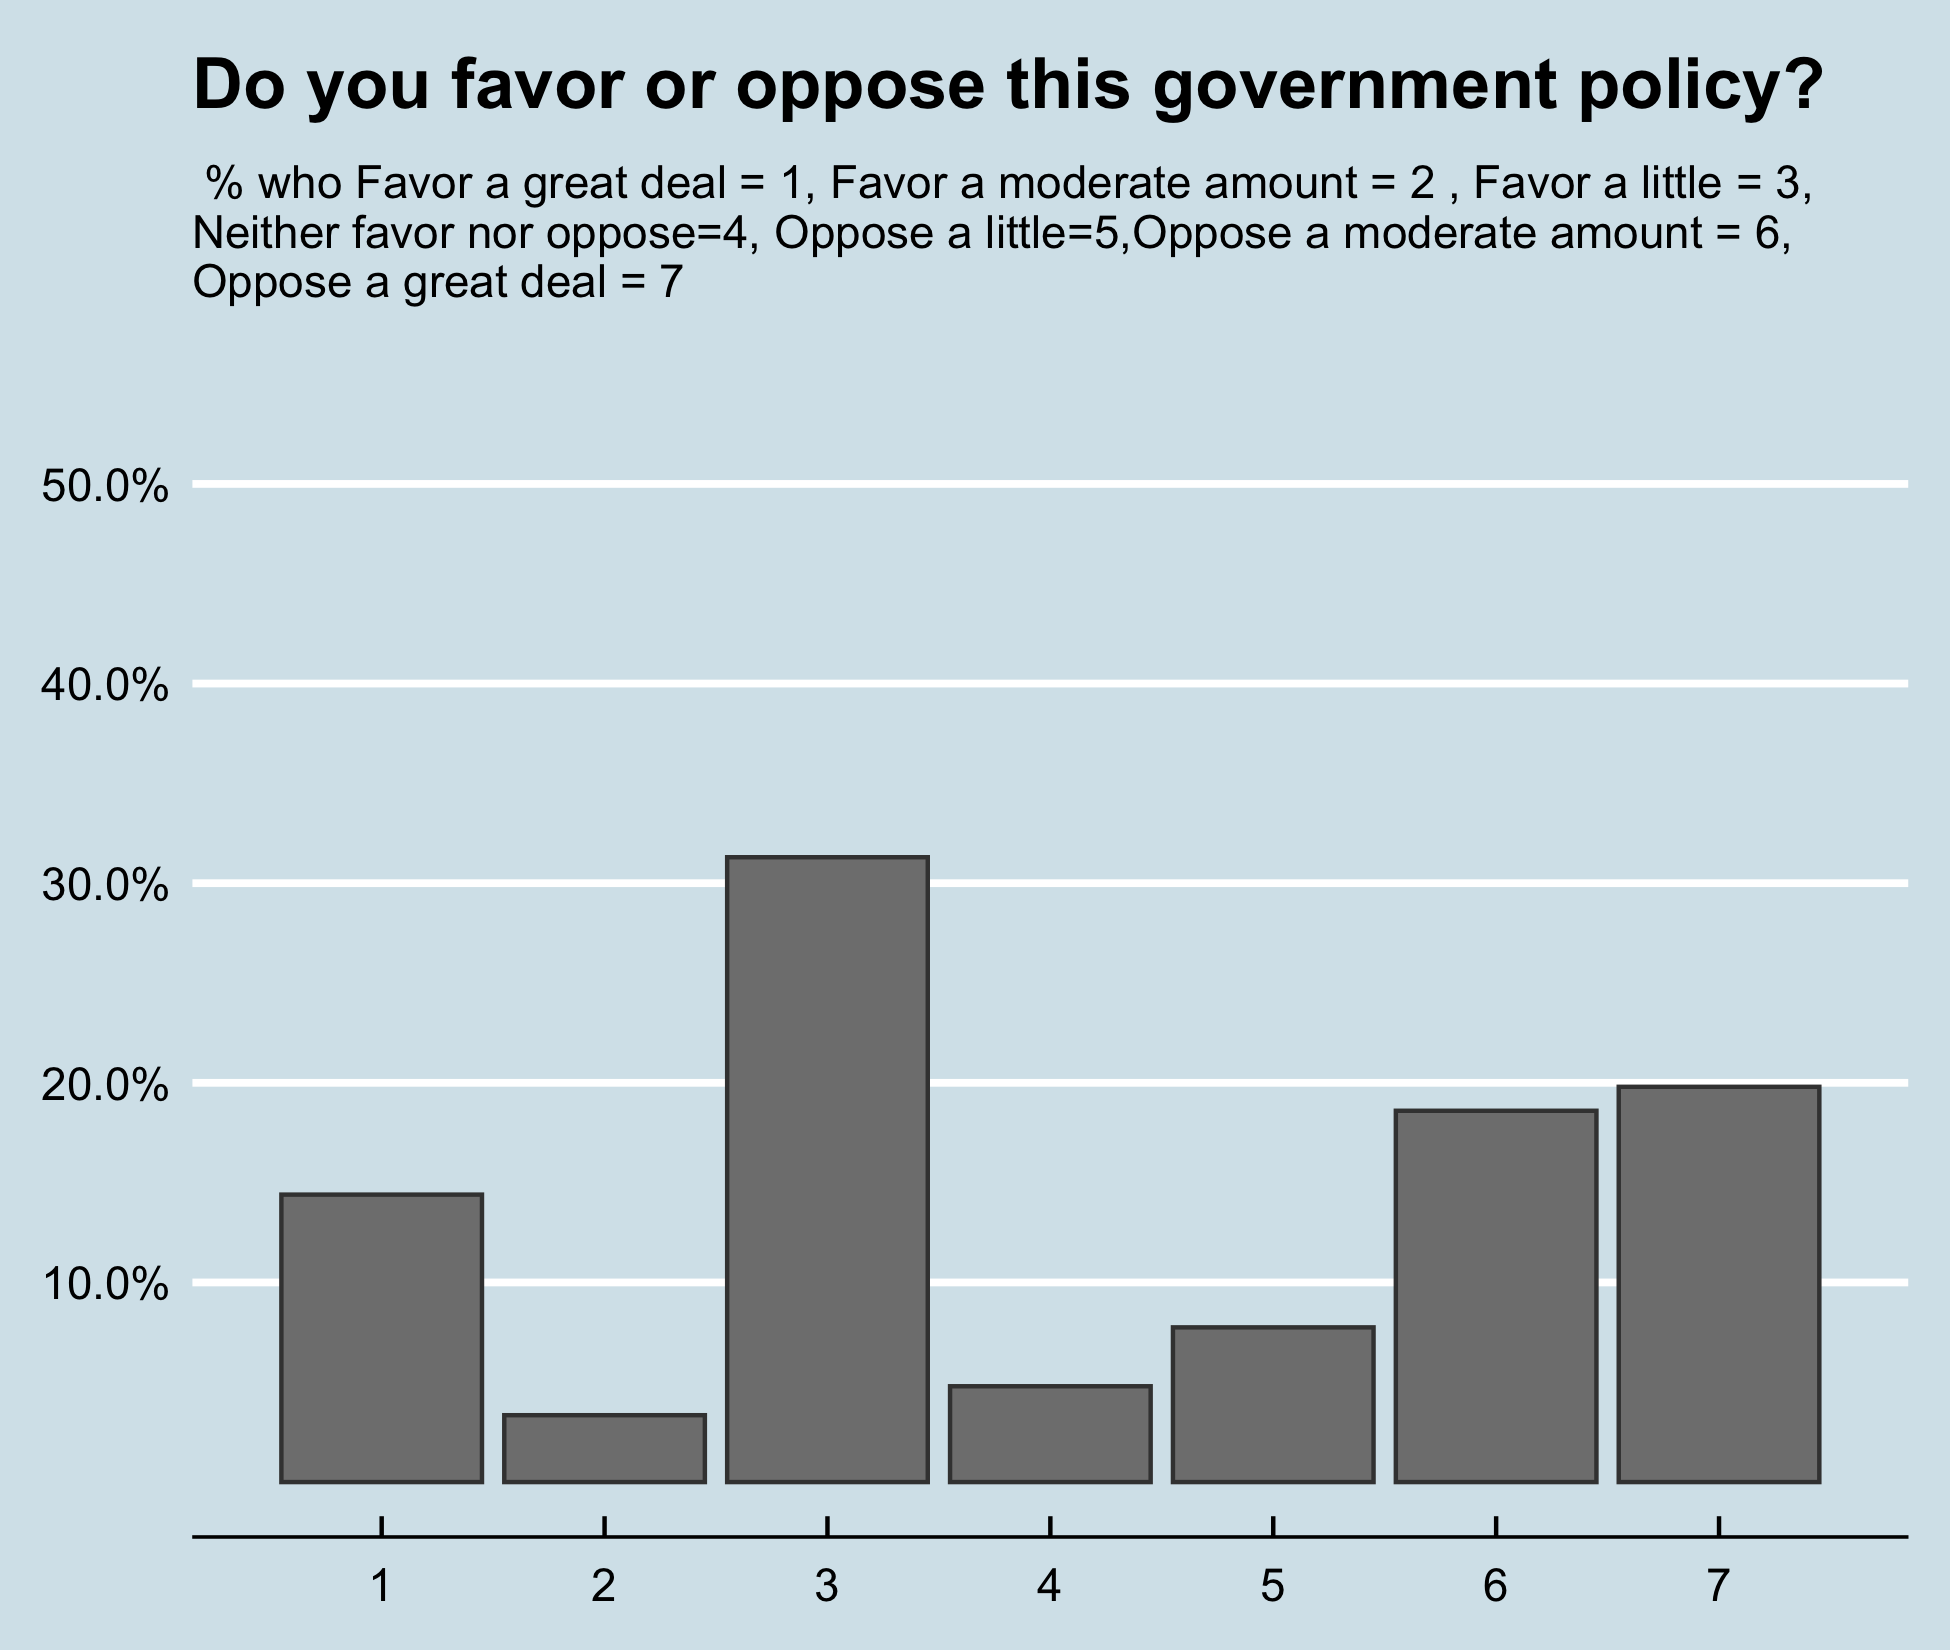 Do you favor or oppose this government policy?
% who Favor a great deal = 1, Favor a moderate amount = 2 , Favor a little = 3,
Neither favor nor oppose=4, Oppose a little=5,Oppose a moderate amount = 6,
Oppose a great deal = 7
50.0%
40.0%
30.0%
20.0%
10.0%
1 2 3 4 5 6 7